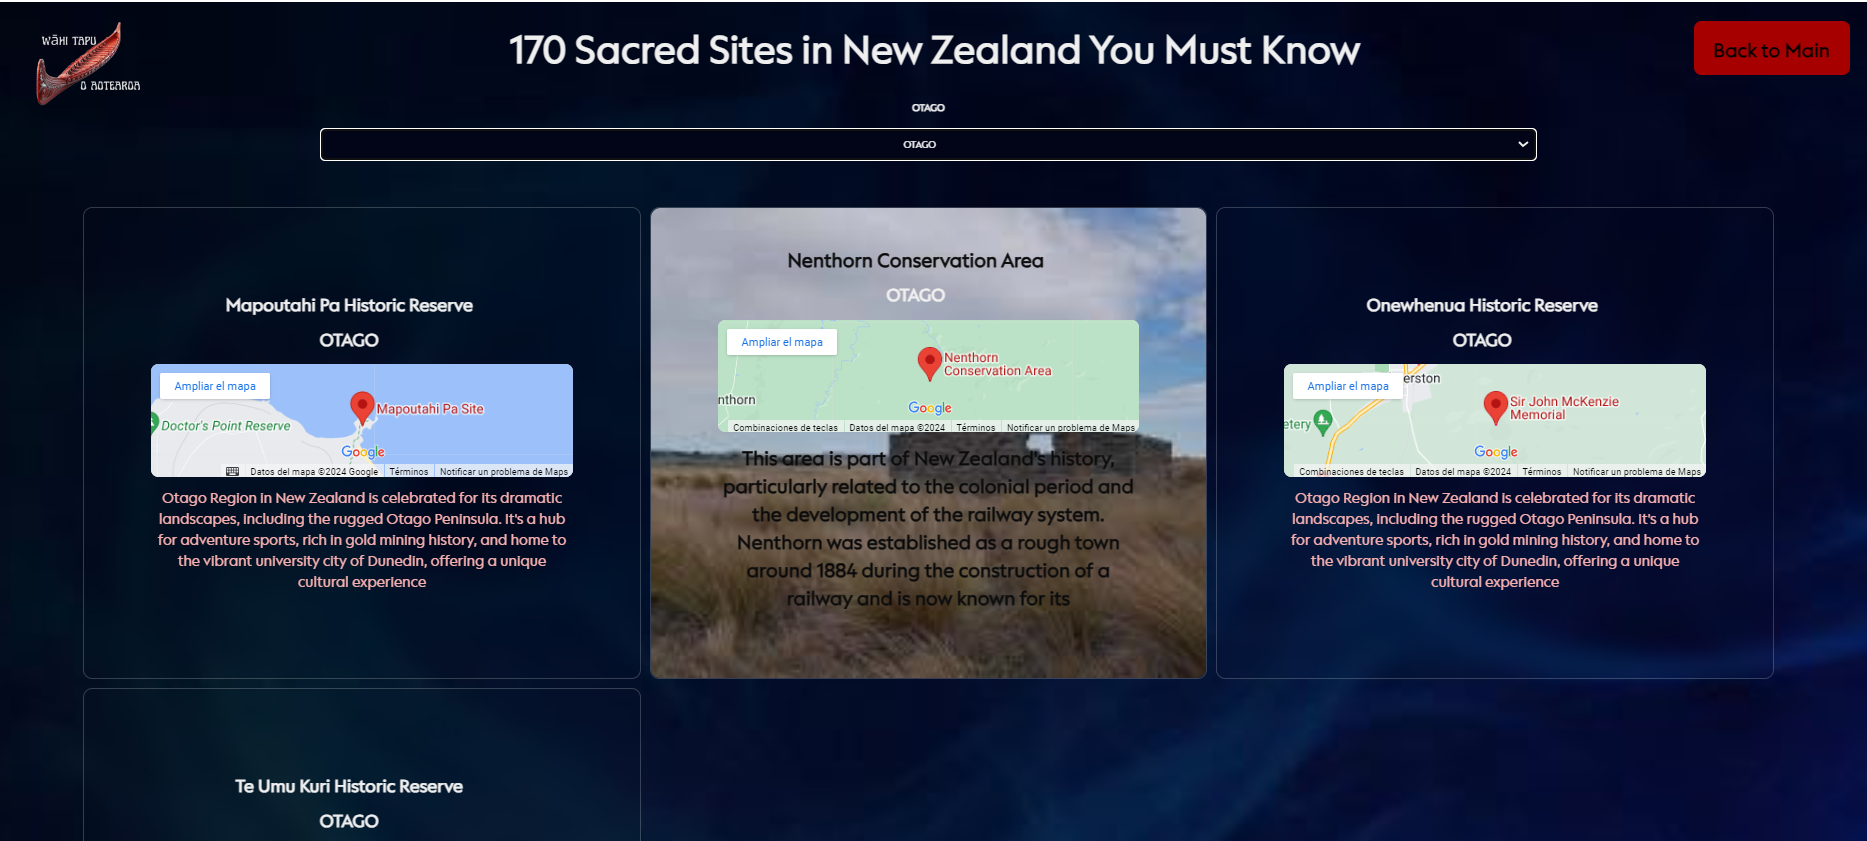 WĀHI TAPU
O AOTEAROA
170 Sacred Sites in New Zealand You Must Know
Back to Main
OTAGO
OTAGO
Mapoutahi Pa Historic Reserve
OTAGO
Ampliar el mapa
Mapoutahi Pa Site
Doctor's Point Reserve
Google
Datos del mapa ©2024 Google
Términos
Notificar un problema de Maps
Otago Region in New Zealand is celebrated for its dramatic
landscapes, including the rugged Otago Peninsula. It's a hub
for adventure sports, rich in gold mining history, and home to
the vibrant university city of Dunedin, offering a unique
cultural experience
Nenthorn Conservation Area
OTAGO
Ampliar el mapa
Nenthorn
Conservation Area
nthorn
Google
Combinaciones de teclas
Datos del mapa ©2024
Términos
Notificar un problema de Maps
This area is part of New Zealand's history,
particularly related to the colonial period and
the development of the railway system.
Nenthorn was established as a rough town
around 1884 during the construction of a
railway and is now known for its
Onewhenua Historic Reserve
OTAGO
Ampliar el mapa
erston
Sir John McKenzie
Memorial
etery
Google
Combinaciones de teclas
Datos del mapa ©2024
Términos
Notificar un problema de Maps
Otago Region in New Zealand is celebrated for its dramatic
landscapes, including the rugged Otago Peninsula. It's a hub
for adventure sports, rich in gold mining history, and home to
the vibrant university city of Dunedin, offering a unique
cultural experience
Te Umu Kuri Historic Reserve
OTAGO